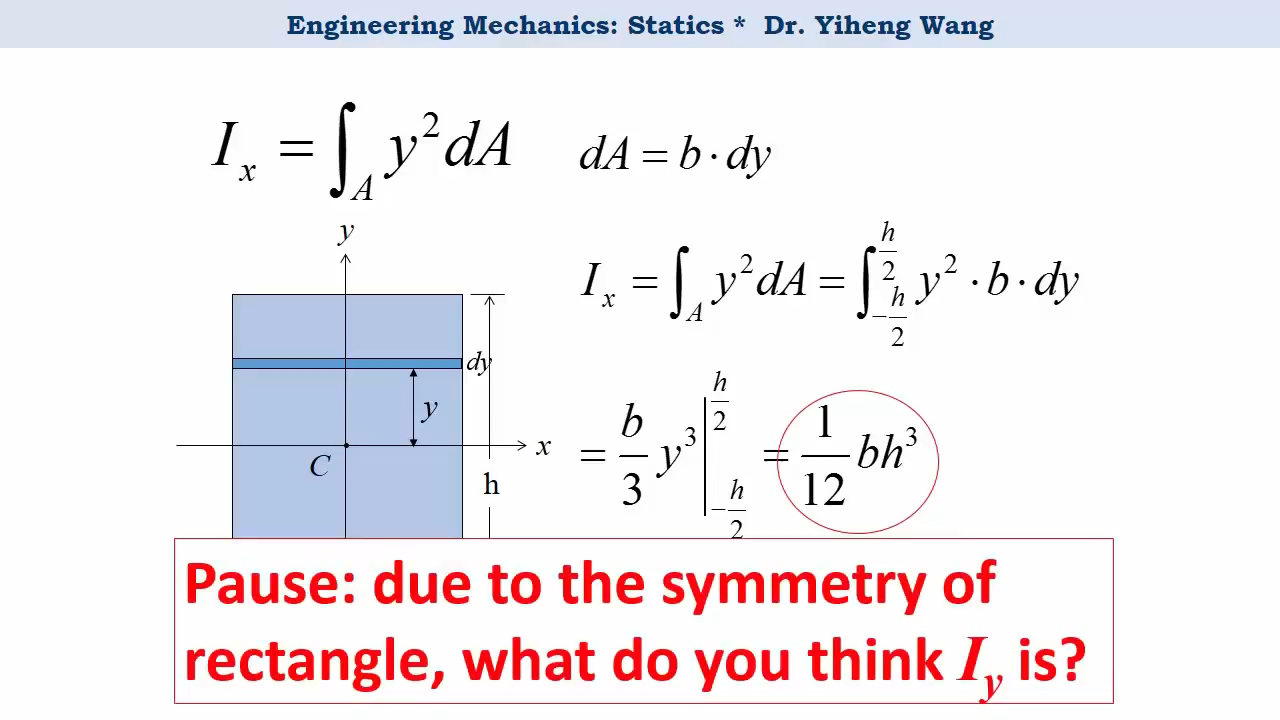 Engineering Mechanics: Statics * Dr. Yiheng Wang
I_x = ∫_A y² dA
dA = b · dy
I_x = ∫_A y² dA = ∫_{-h/2}^{h/2} y² · b · dy
= b/3 y³ |_{-h/2}^{h/2} = 1/12 bh³
y
dy
y
x
C
h
Pause: due to the symmetry of
rectangle, what do you think I_y is?